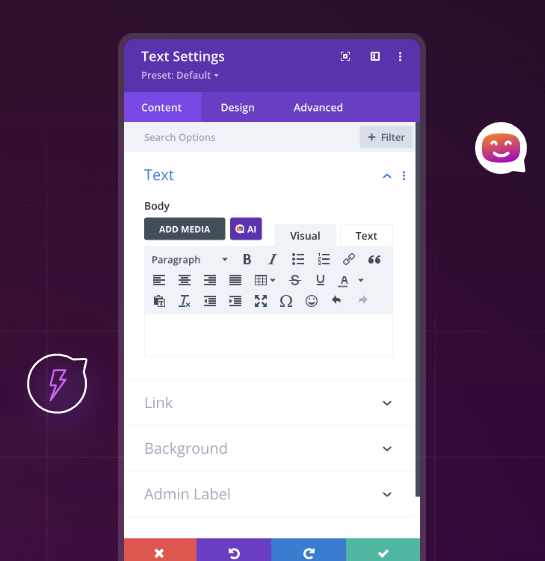 Text Settings
Preset: Default
Content Design Advanced
Search Options + Filter
Text
Body
ADD MEDIA AI
Visual Text
Paragraph B I
S U A
Link
Background
Admin Label